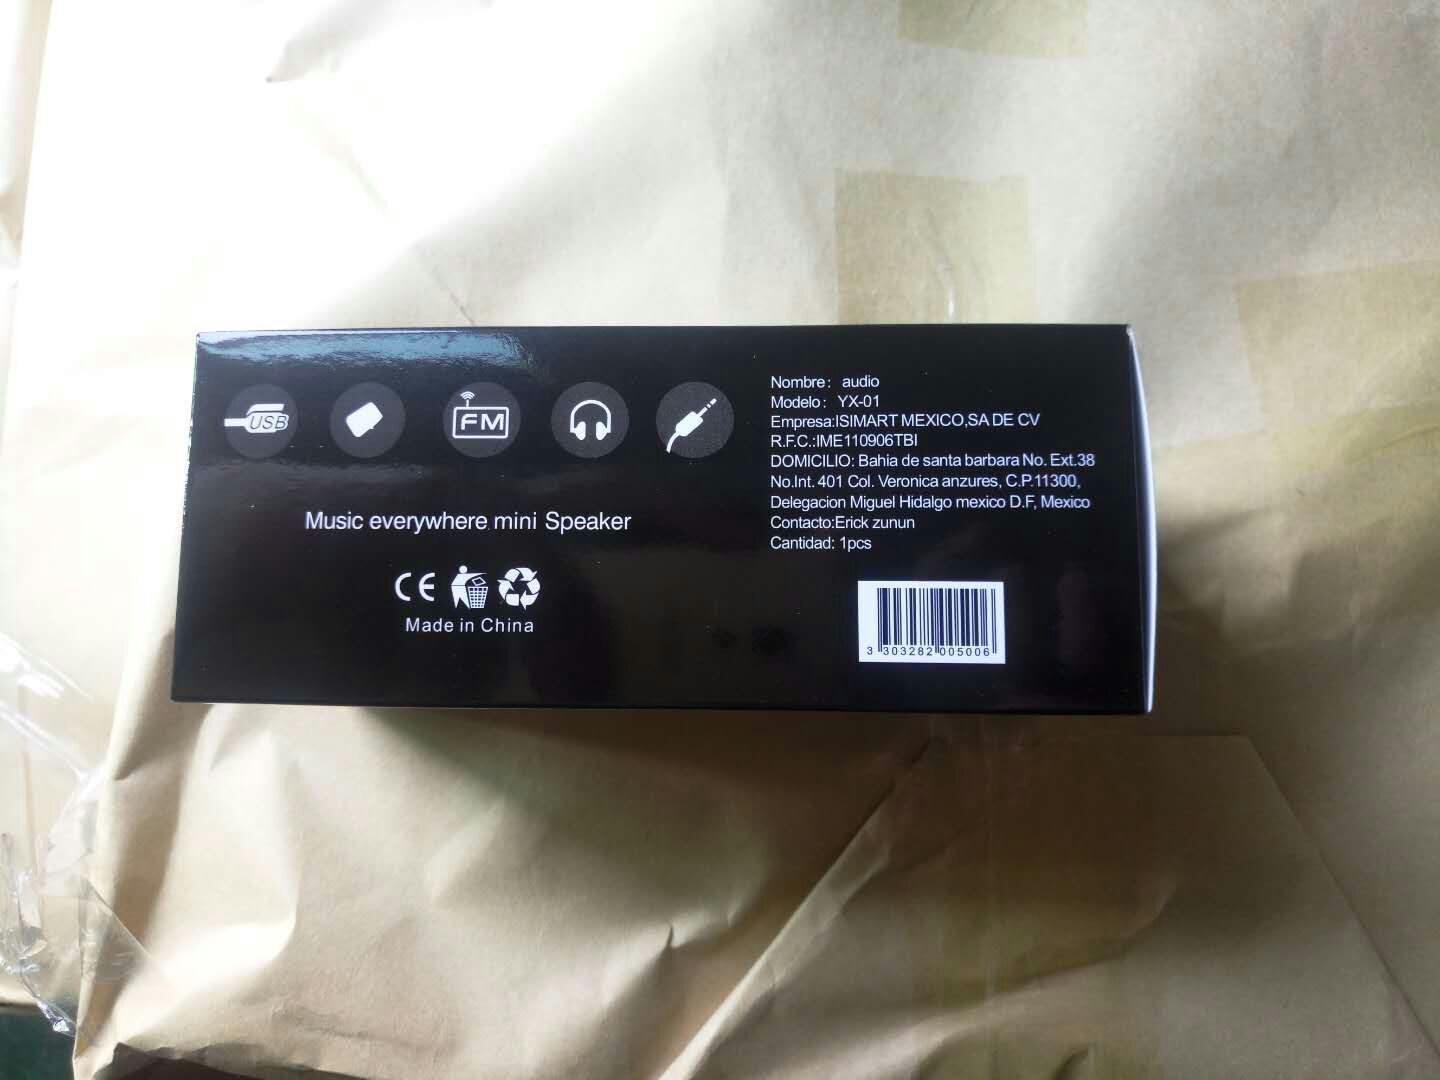 USB
FM
Music everywhere mini Speaker
CE
Made in China
Nombre: audio
Modelo: YX-01
Empresa:ISIMART MEXICO,SA DE CV
R.F.C.:IME110906TBI
DOMICILIO: Bahia de santa barbara No. Ext.38
No.Int. 401 Col. Veronica anzures, C.P.11300,
Delegacion Miguel Hidalgo mexico D.F, Mexico
Contacto:Erick zunun
Cantidad: 1pcs
3 303282 005006